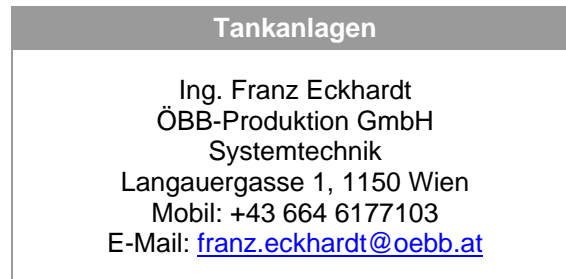 Tankanlagen
Ing. Franz Eckhardt
ÖBB-Produktion GmbH
Systemtechnik
Langauergasse 1, 1150 Wien
Mobil: +43 664 6177103
E-Mail: franz.eckhardt@oebb.at